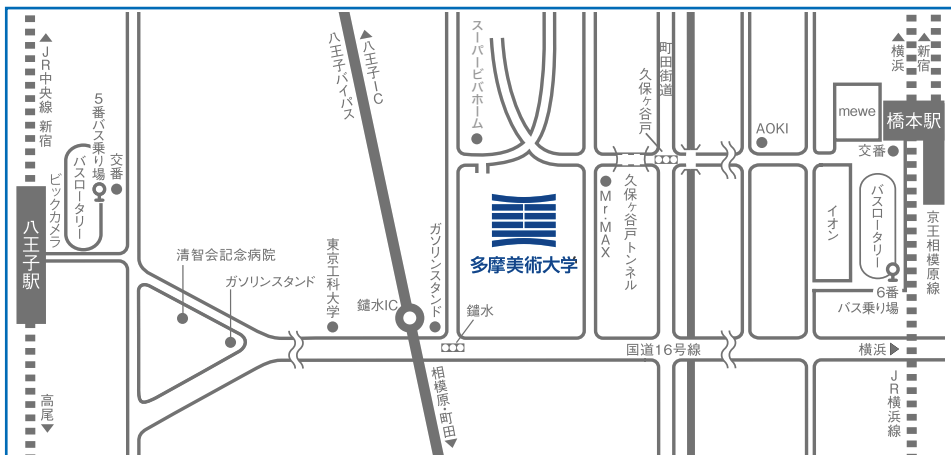 JR中央線 新宿
5番バス乗り場
バスロータリー
交番
ビックカメラ
八王子駅
高尾
清智会記念病院
ガソリンスタンド
東京工科大学
八王子バイパス
八王子IC
鑓水IC
ガソリンスタンド
鑓水
相模原・町田
スーパービバホーム
多摩美術大学
久保ヶ谷戸
町田街道
Mr・MAX
久保ヶ谷戸トンネル
国道16号線
AOKI
mewe
横浜
新宿
橋本駅
交番
イオン
バスロータリー
6番
バス乗り場
京王相模原線
横浜
JR横浜線